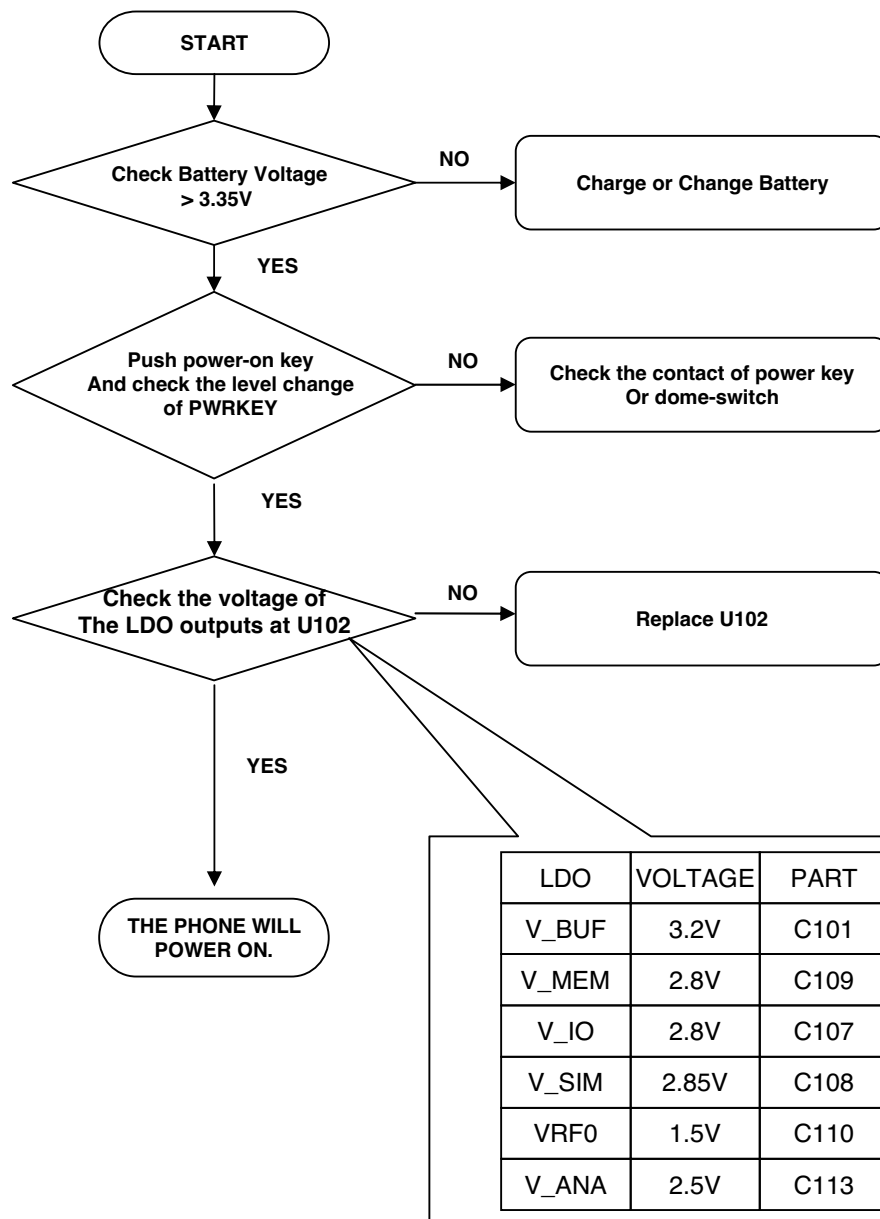 START
Check Battery Voltage
> 3.35V
NO
Charge or Change Battery
YES
Push power-on key
And check the level change
of PWRKEY
NO
Check the contact of power key
Or dome-switch
YES
Check the voltage of
The LDO outputs at U102
NO
Replace U102
YES
THE PHONE WILL
POWER ON.
LDO VOLTAGE PART
V_BUF 3.2V C101
V_MEM 2.8V C109
V_IO 2.8V C107
V_SIM 2.85V C108
VRF0 1.5V C110
V_ANA 2.5V C113